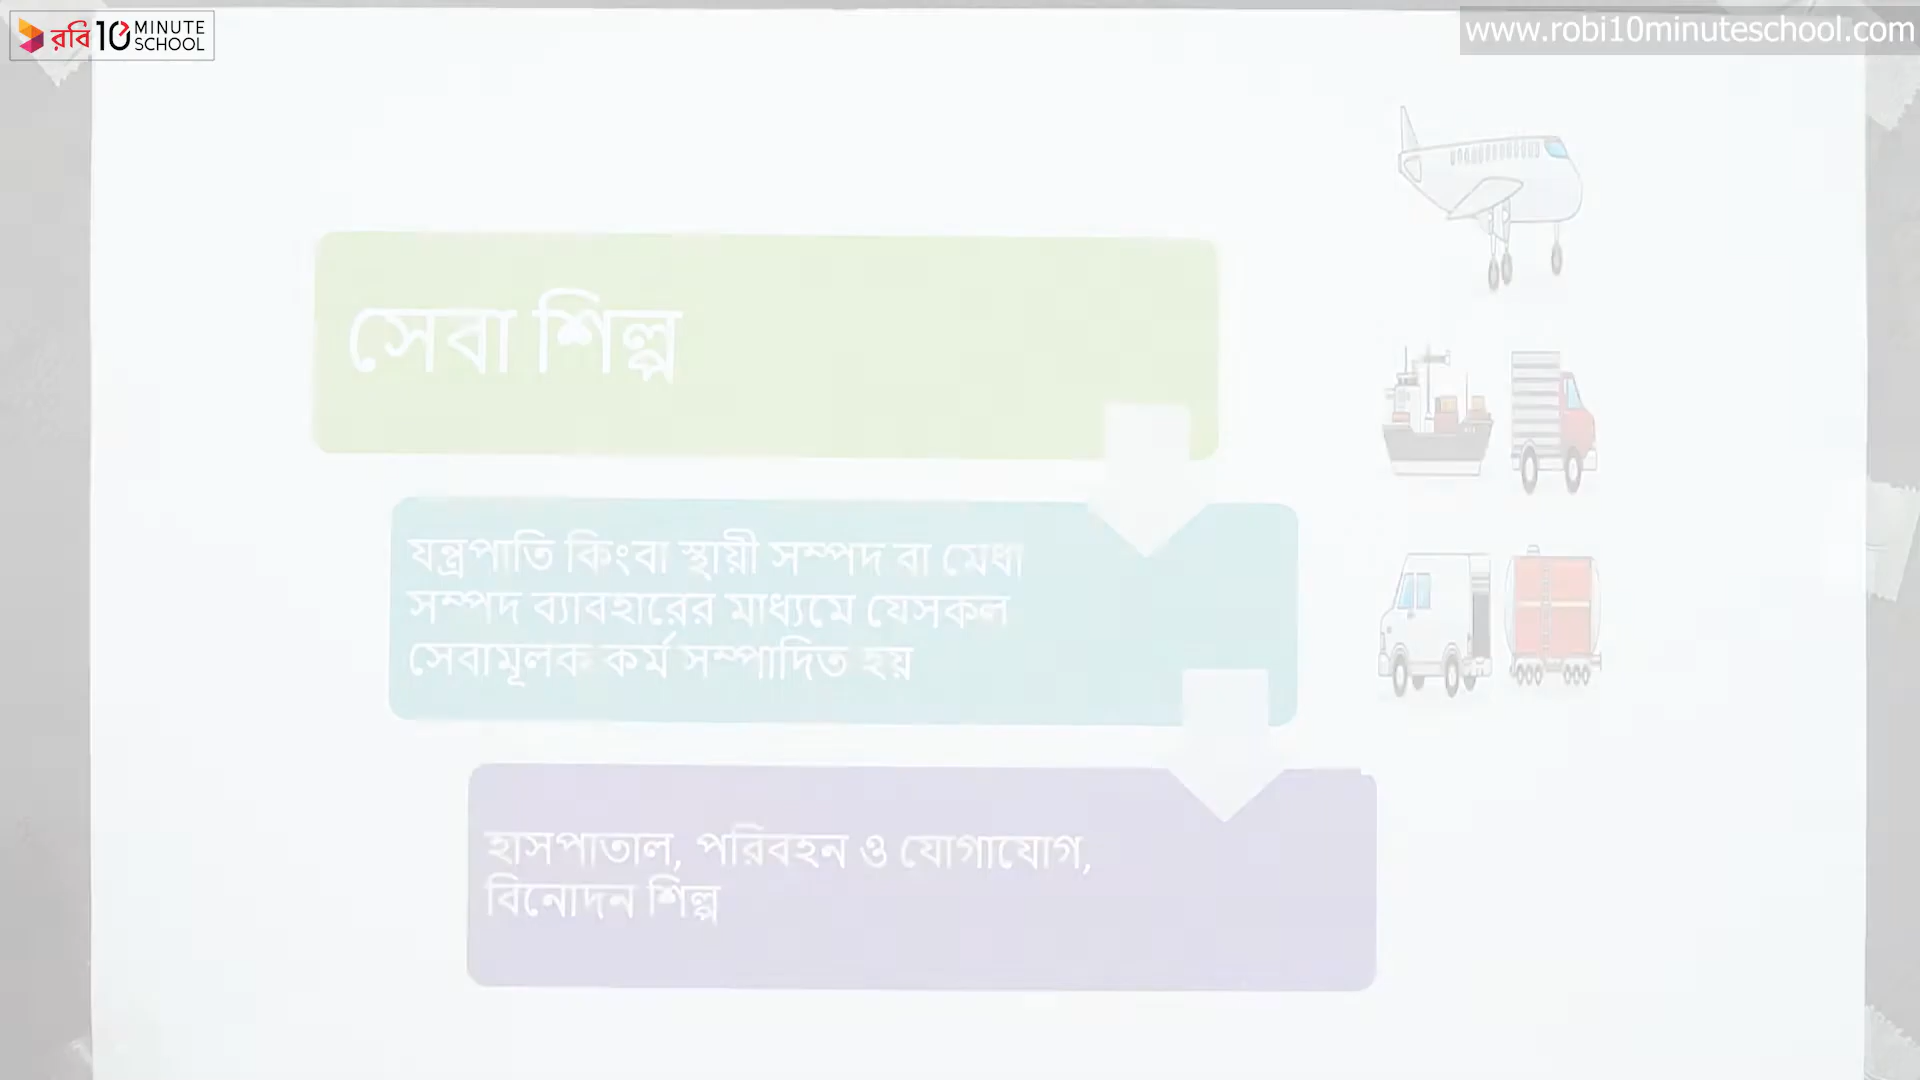 রবি 10 MINUTE SCHOOL
www.robi10minuteschool.com
সেবা শিল্প
যন্ত্রপাতি কিংবা স্থায়ী সম্পদ বা মেধা
সম্পদ ব্যাবহারের মাধ্যমে যেসকল
সেবামূলক কর্ম সম্পাদিত হয়
হাসপাতাল, পরিবহন ও যোগাযোগ,
বিনোদন শিল্প